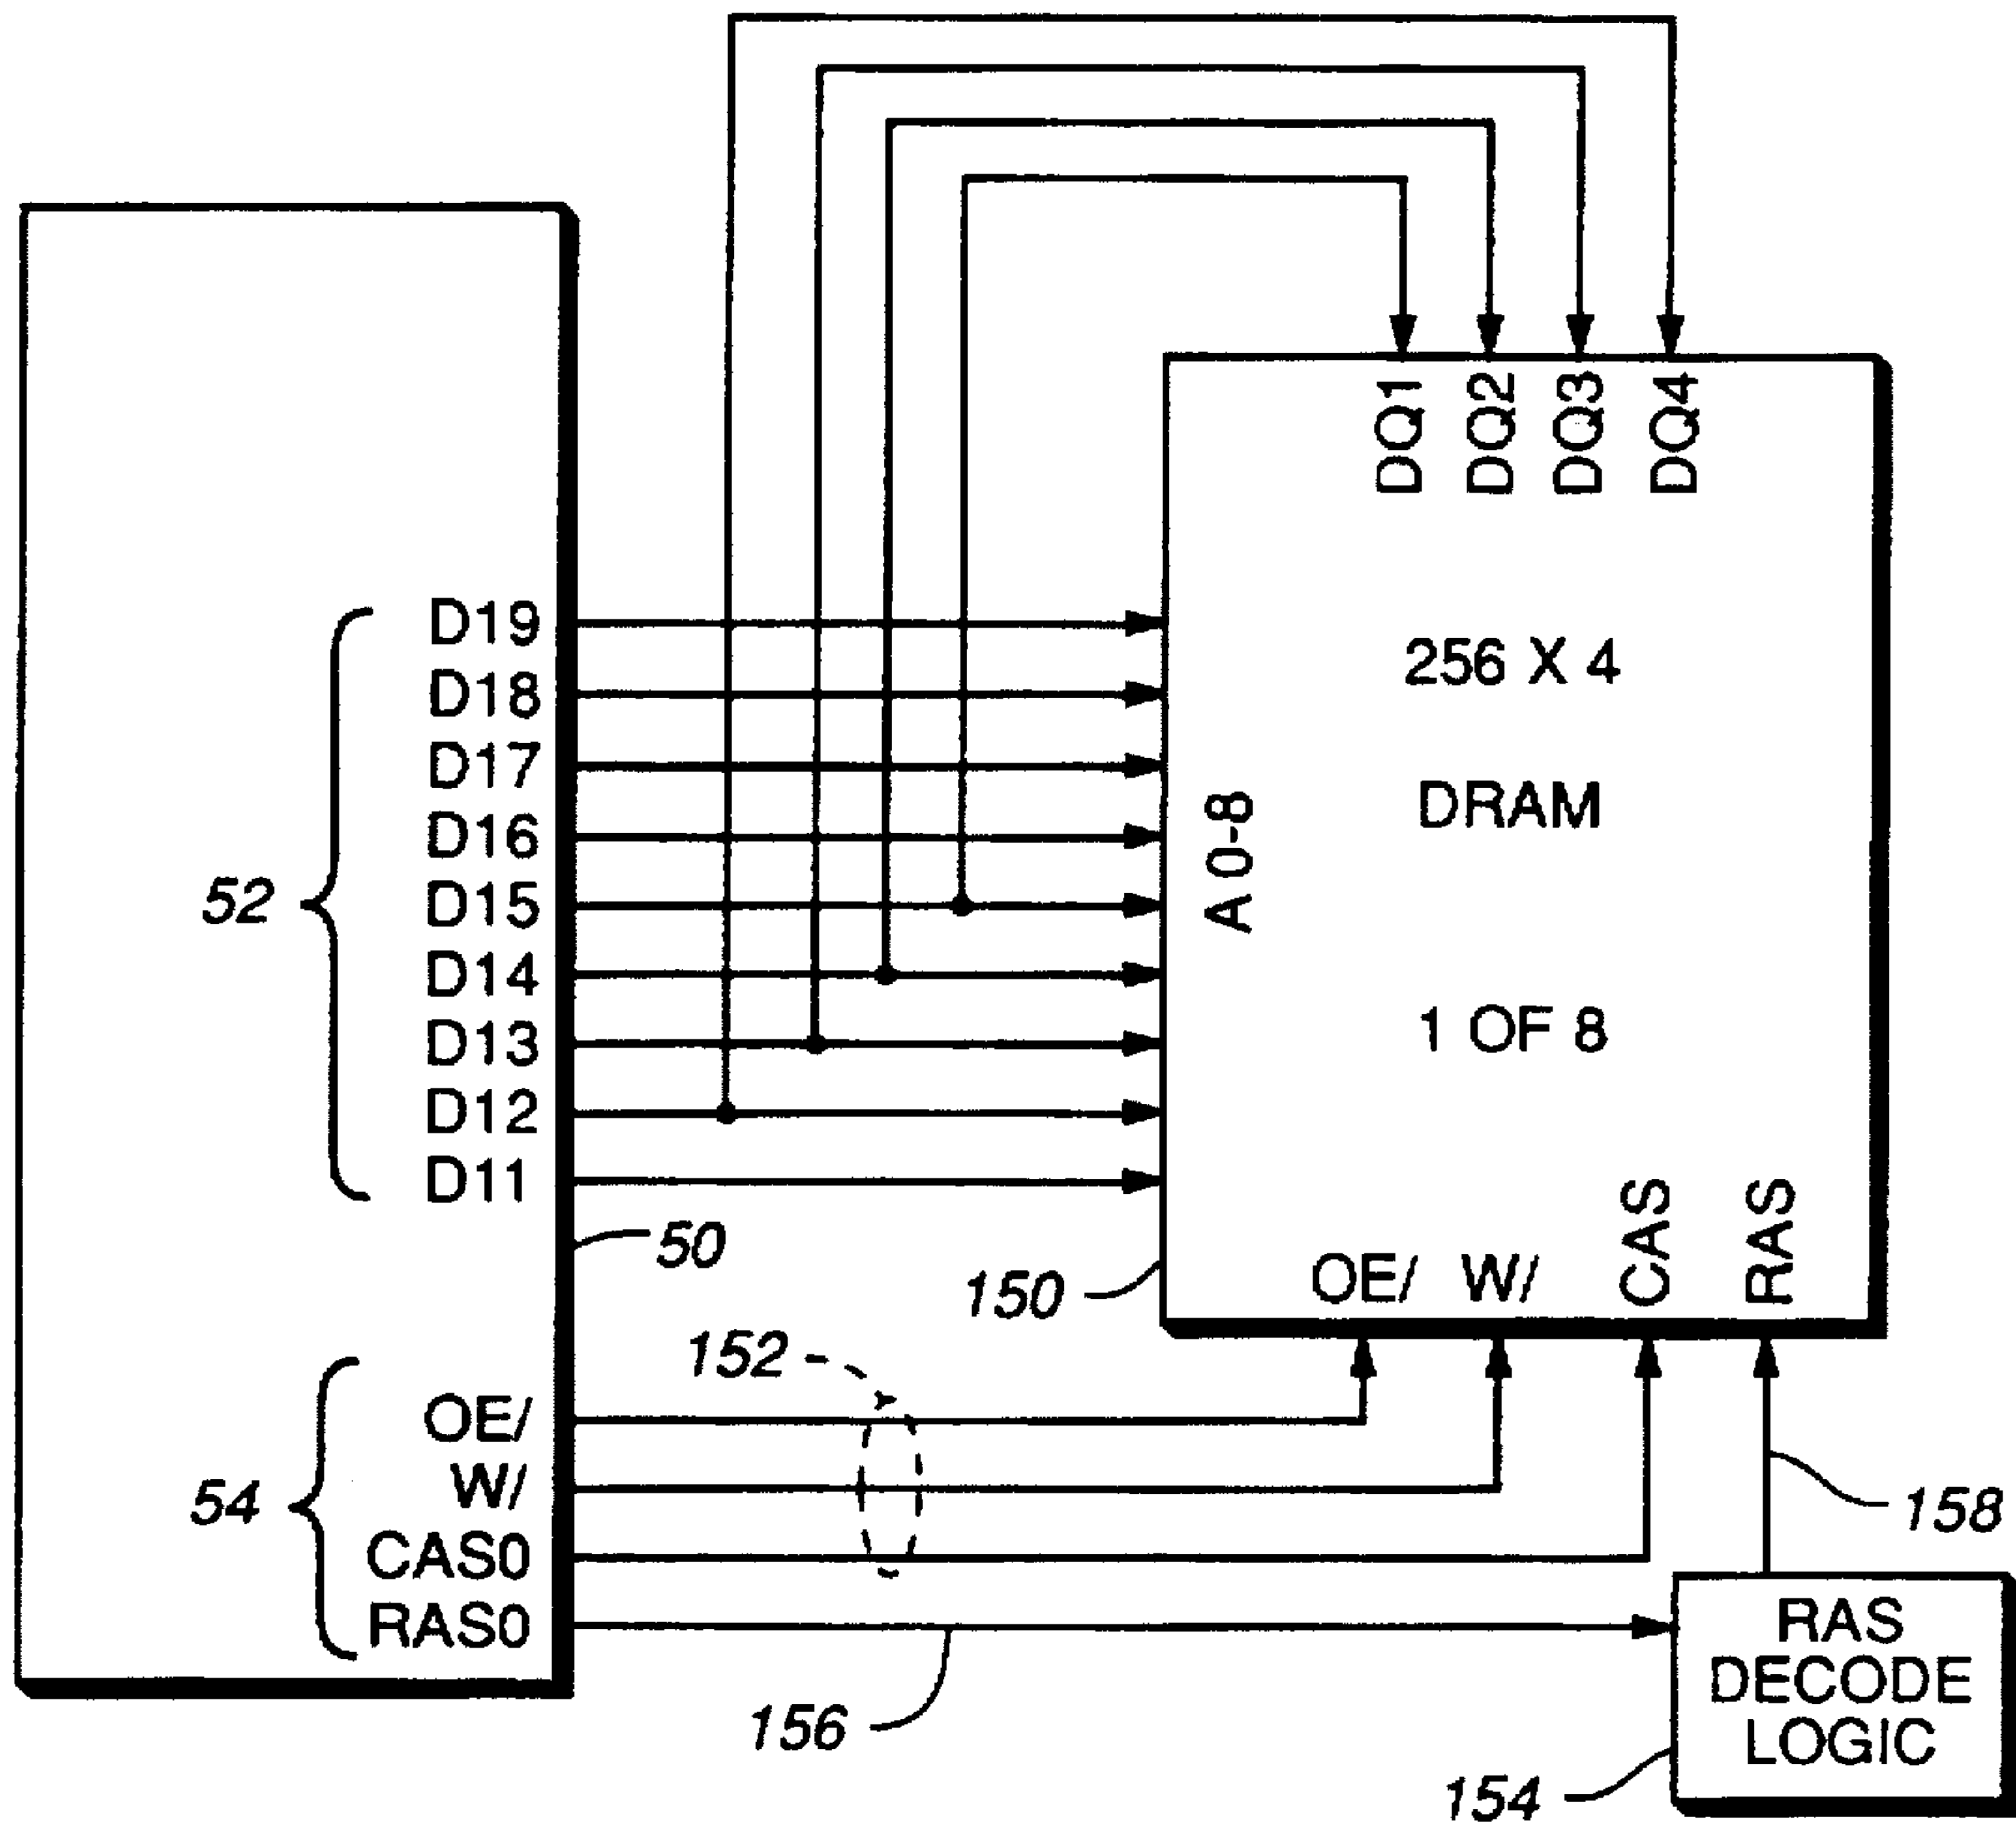 DQ1
DQ2
DQ3
DQ4
D19
D18
D17
D16
D15
D14
D13
D12
D11
52
256 X 4
DRAM
1 OF 8
A 0-8
50
150
OE/
W/
CAS
RAS
152
OE/
W/
CAS0
RAS0
54
158
156
RAS
DECODE
LOGIC
154